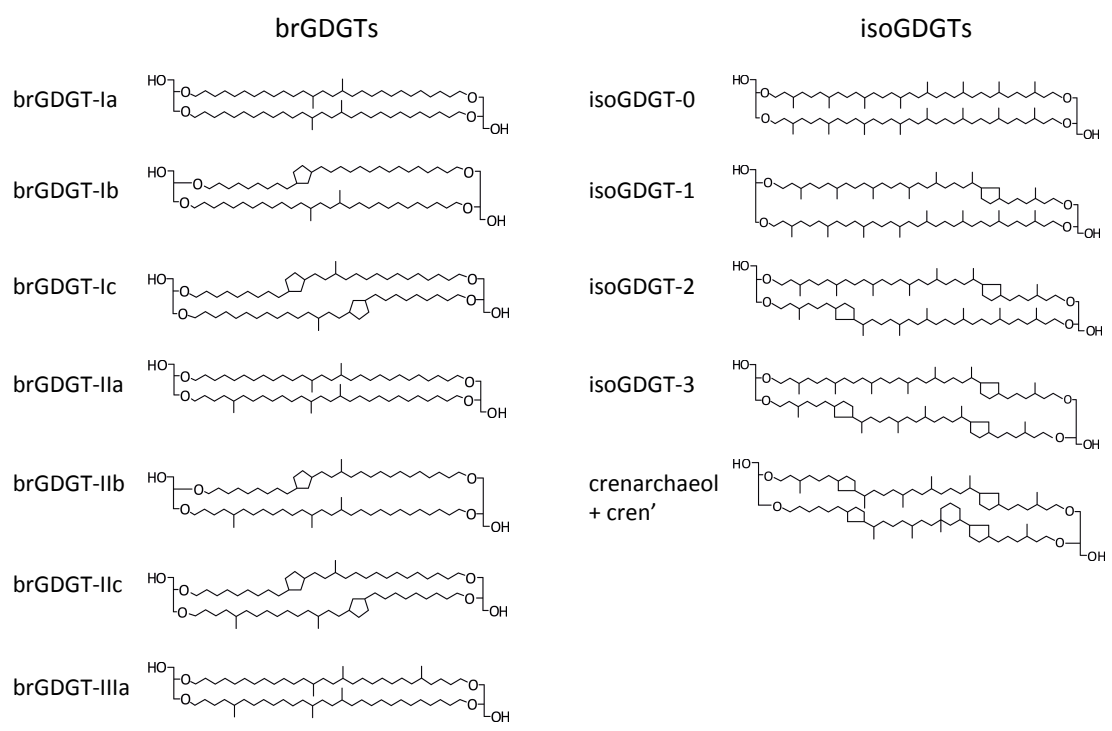 brGDGTs
isoGDGTs
brGDGT-Ia
HO
O
O
O
O
OH
isoGDGT-0
HO
O
O
O
O
OH
brGDGT-Ib
HO
O
O
O
O
OH
isoGDGT-1
HO
O
O
O
O
OH
brGDGT-Ic
HO
O
O
O
O
OH
isoGDGT-2
HO
O
O
O
O
OH
brGDGT-IIa
HO
O
O
O
O
OH
isoGDGT-3
HO
O
O
O
O
OH
brGDGT-IIb
HO
O
O
O
O
OH
crenarchaeol
+ cren’
HO
O
O
O
O
OH
brGDGT-IIc
HO
O
O
O
O
OH
brGDGT-IIIa
HO
O
O
O
O
OH